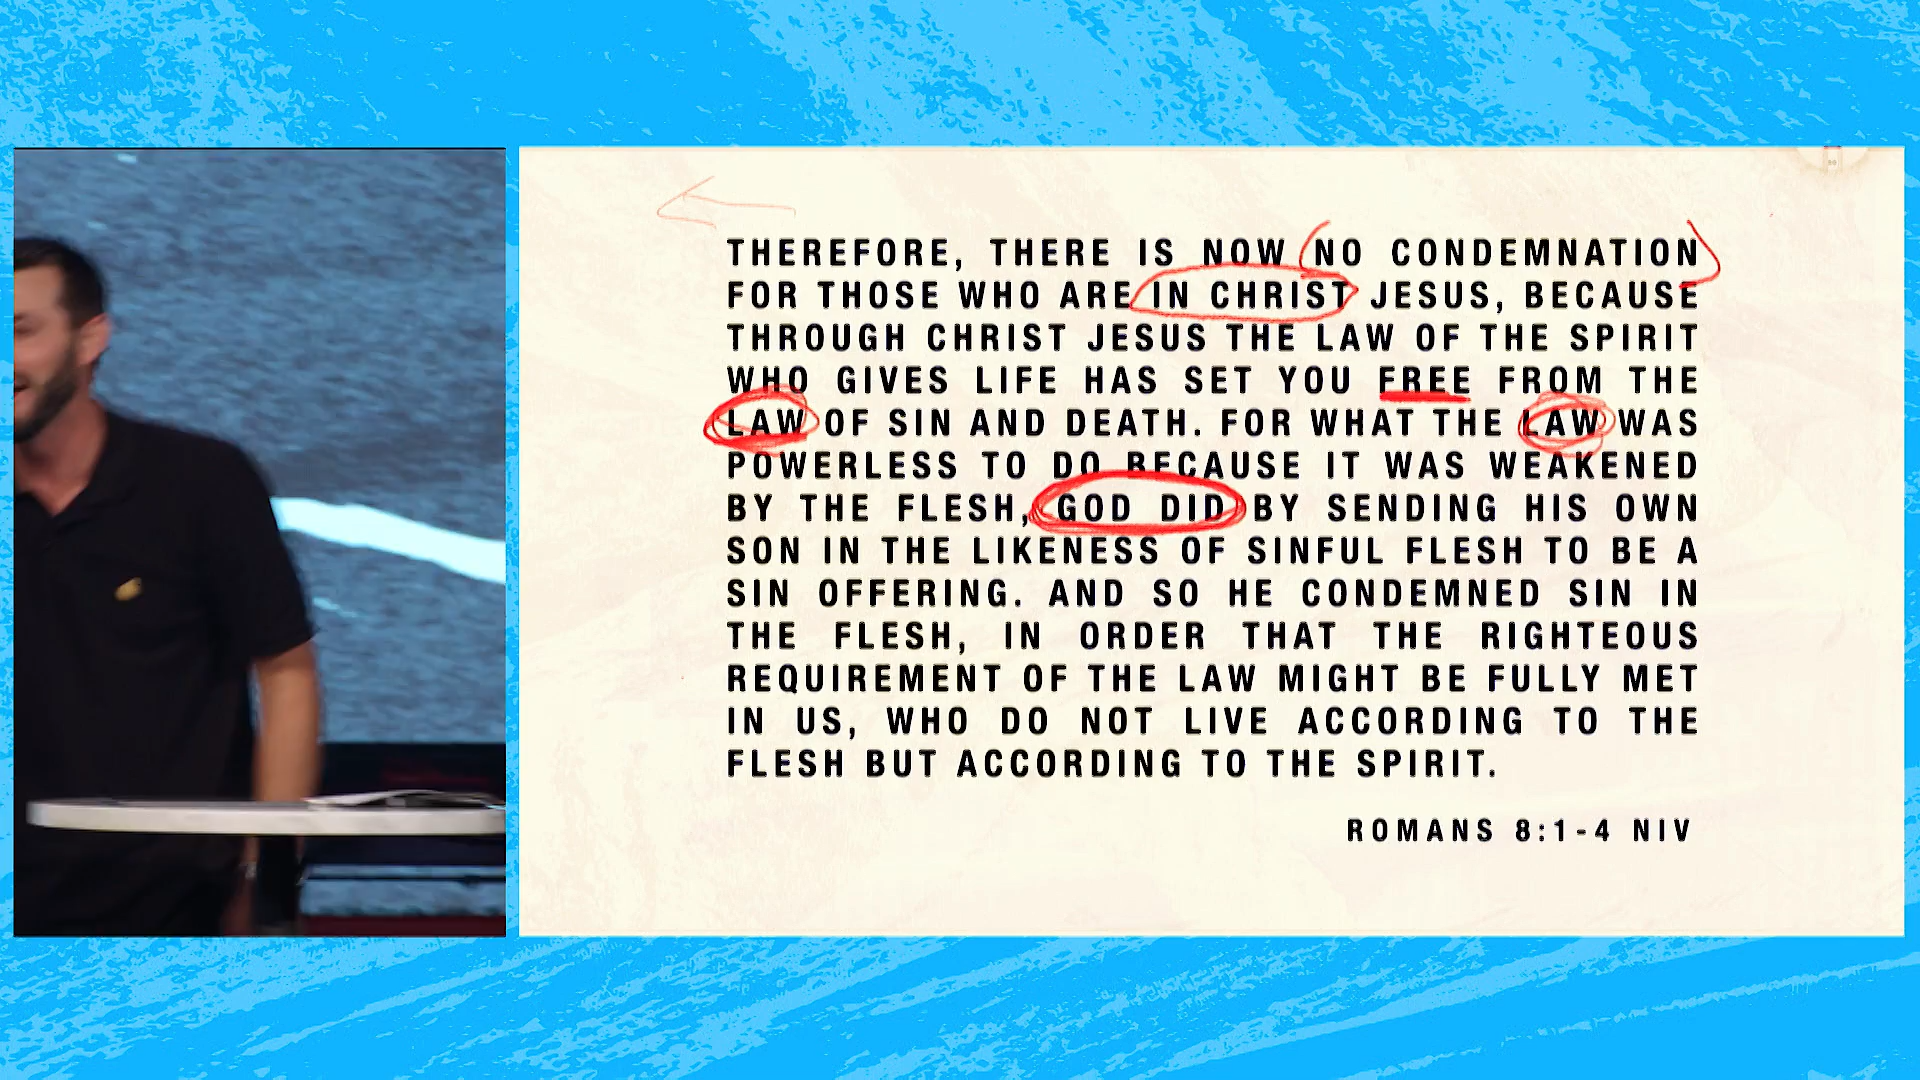 THEREFORE, THERE IS NOW NO CONDEMNATION
FOR THOSE WHO ARE IN CHRIST JESUS, BECAUSE
THROUGH CHRIST JESUS THE LAW OF THE SPIRIT
WHO GIVES LIFE HAS SET YOU FREE FROM THE
LAW OF SIN AND DEATH. FOR WHAT THE LAW WAS
POWERLESS TO DO BECAUSE IT WAS WEAKENED
BY THE FLESH, GOD DID BY SENDING HIS OWN
SON IN THE LIKENESS OF SINFUL FLESH TO BE A
SIN OFFERING. AND SO HE CONDEMNED SIN IN
THE FLESH, IN ORDER THAT THE RIGHTEOUS
REQUIREMENT OF THE LAW MIGHT BE FULLY MET
IN US, WHO DO NOT LIVE ACCORDING TO THE
FLESH BUT ACCORDING TO THE SPIRIT.
ROMANS 8:1-4 NIV